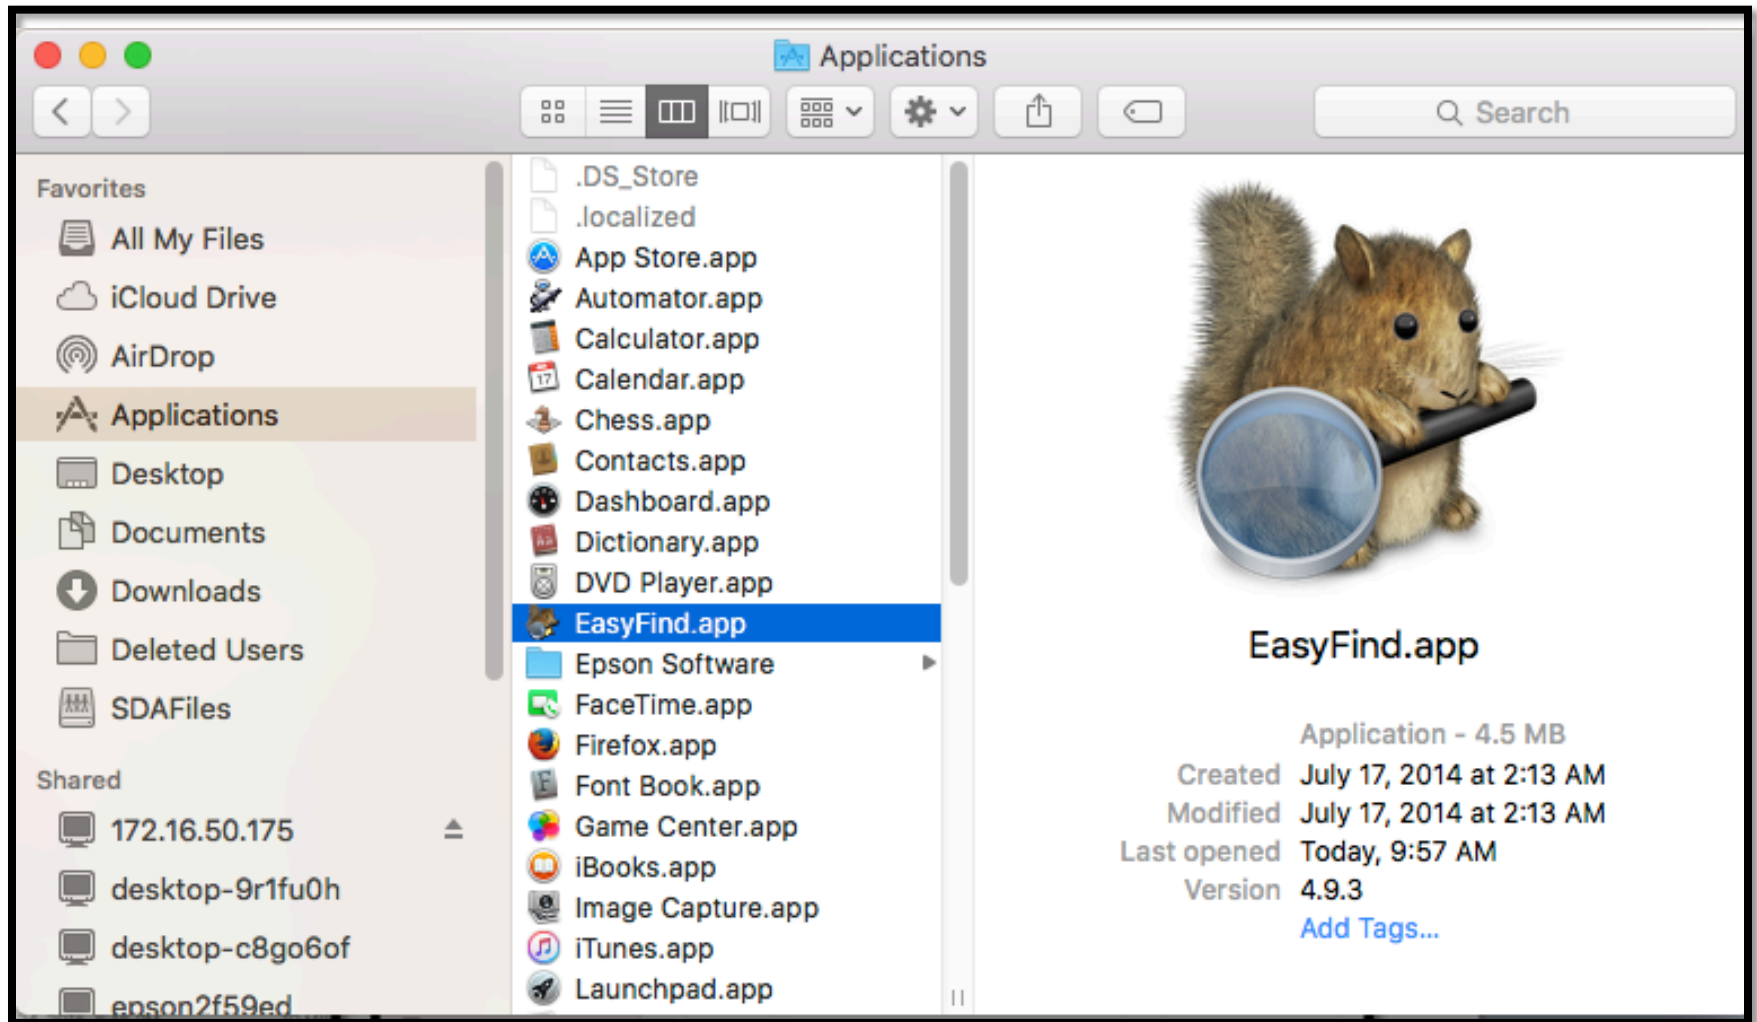 Applications
Search
Favorites
All My Files
iCloud Drive
AirDrop
Applications
Desktop
Documents
Downloads
Deleted Users
SDAFiles
Shared
172.16.50.175
desktop-9r1fu0h
desktop-c8go6of
epson2f59ed
.DS_Store
.localized
App Store.app
Automator.app
Calculator.app
17
Calendar.app
Chess.app
Contacts.app
Dashboard.app
Aa
Dictionary.app
DVD Player.app
EasyFind.app
Epson Software
FaceTime.app
Firefox.app
F
Font Book.app
Game Center.app
iBooks.app
Image Capture.app
iTunes.app
Launchpad.app
EasyFind.app
Application - 4.5 MB
Created July 17, 2014 at 2:13 AM
Modified July 17, 2014 at 2:13 AM
Last opened Today, 9:57 AM
Version 4.9.3
Add Tags...